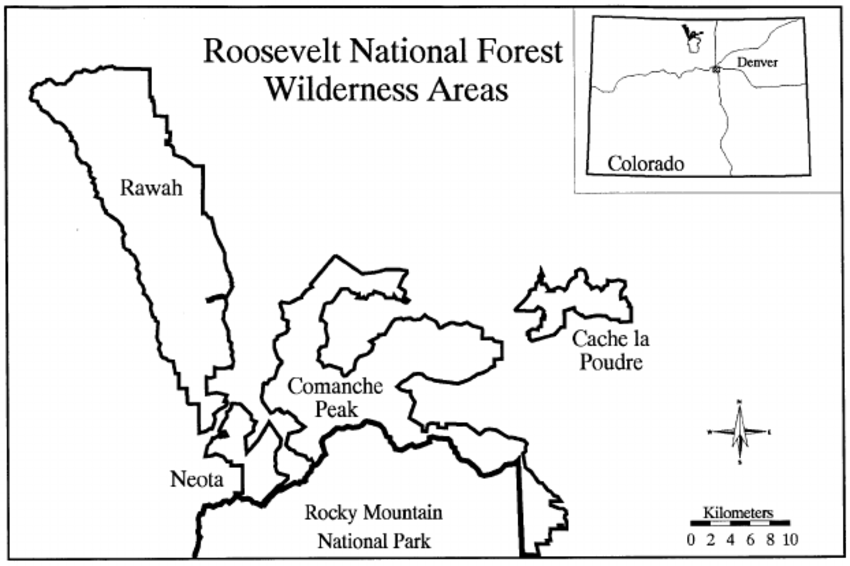 Roosevelt National Forest
Wilderness Areas
Denver
Colorado
Rawah
Cache la
Poudre
Comanche
Peak
N
W E
S
Neota
Rocky Mountain
National Park
Kilometers
0 2 4 6 8 10